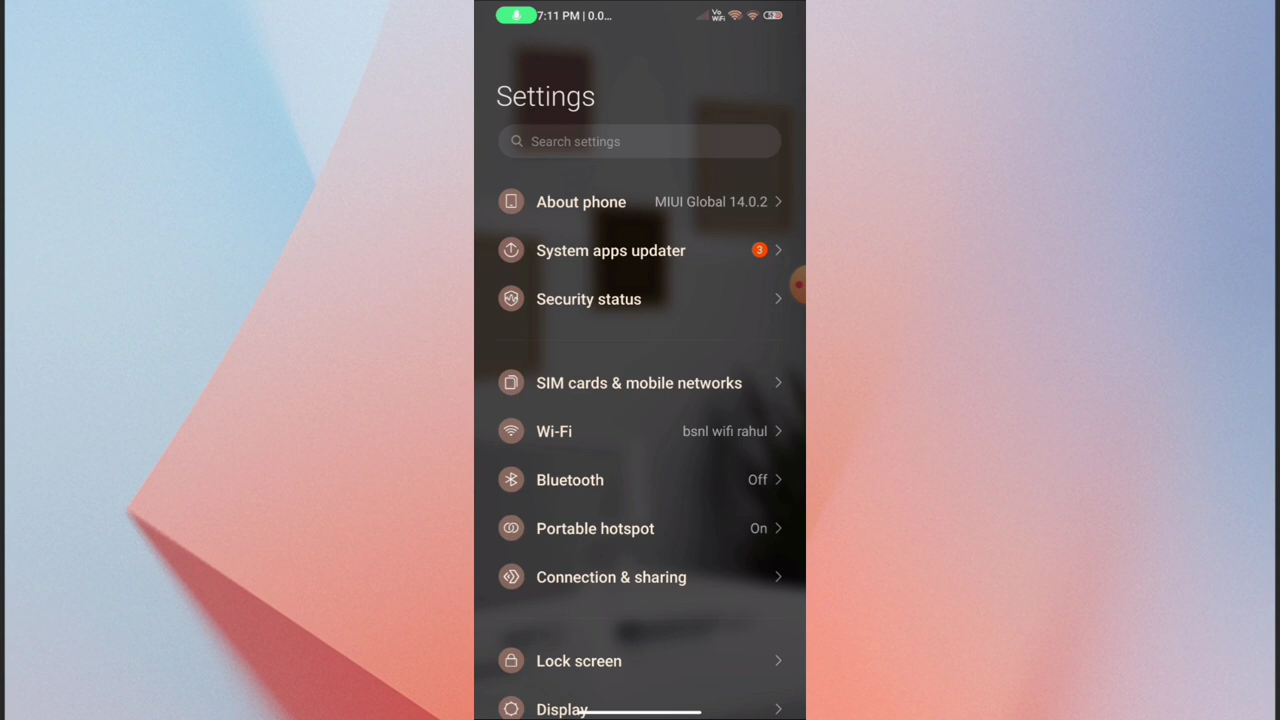 7:11 PM | 0.0...
Vo
WiFi
Settings
Search settings
About phone MIUI Global 14.0.2
System apps updater 3
Security status
SIM cards & mobile networks
Wi-Fi bsnl wifi rahul
Bluetooth Off
Portable hotspot On
Connection & sharing
Lock screen
Display